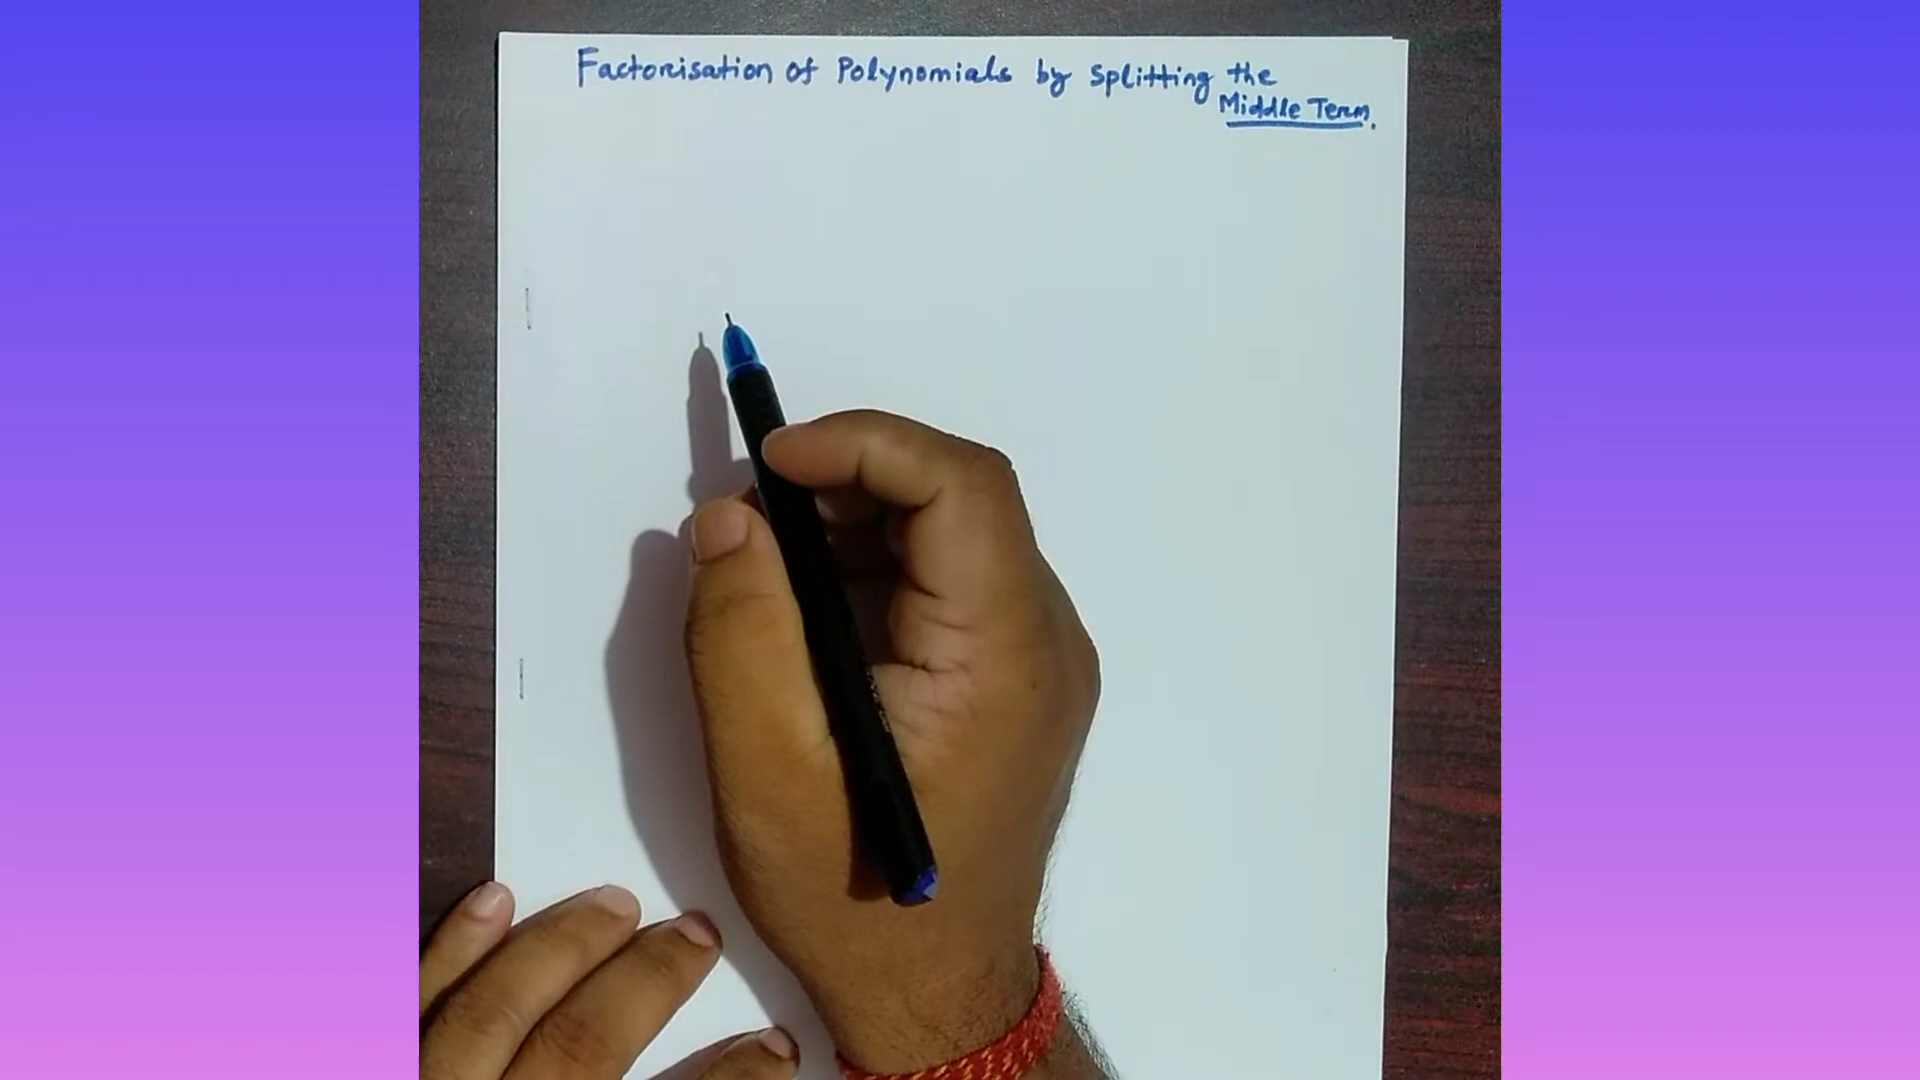 Factorisation of Polynomials by splitting the
Middle Term.